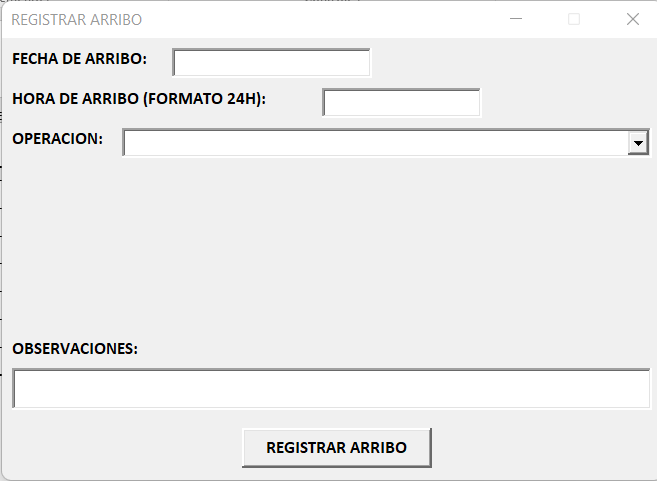 REGISTRAR ARRIBO
FECHA DE ARRIBO:
HORA DE ARRIBO (FORMATO 24H):
OPERACION:
OBSERVACIONES:
REGISTRAR ARRIBO